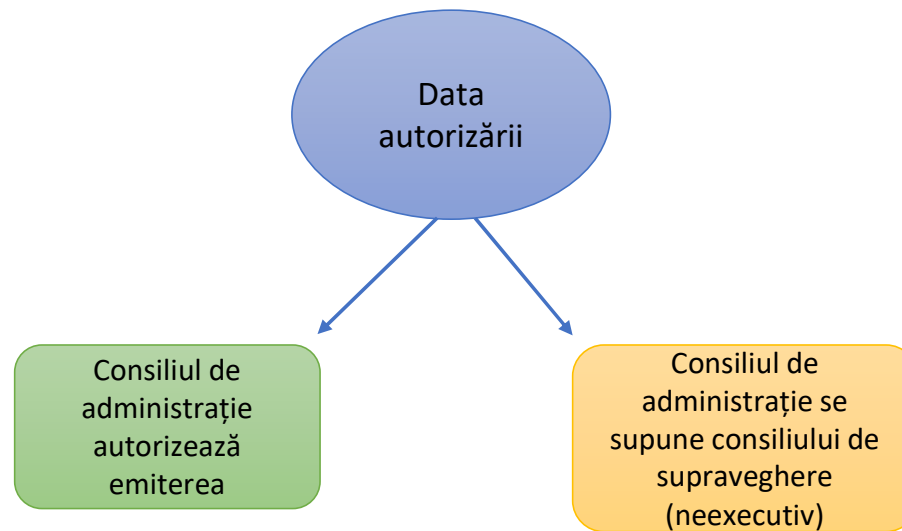 Data
autorizării
Consiliul de
administrație
autorizează
emiterea
Consiliul de
administrație se
supune consiliului de
supraveghere
(neexecutiv)